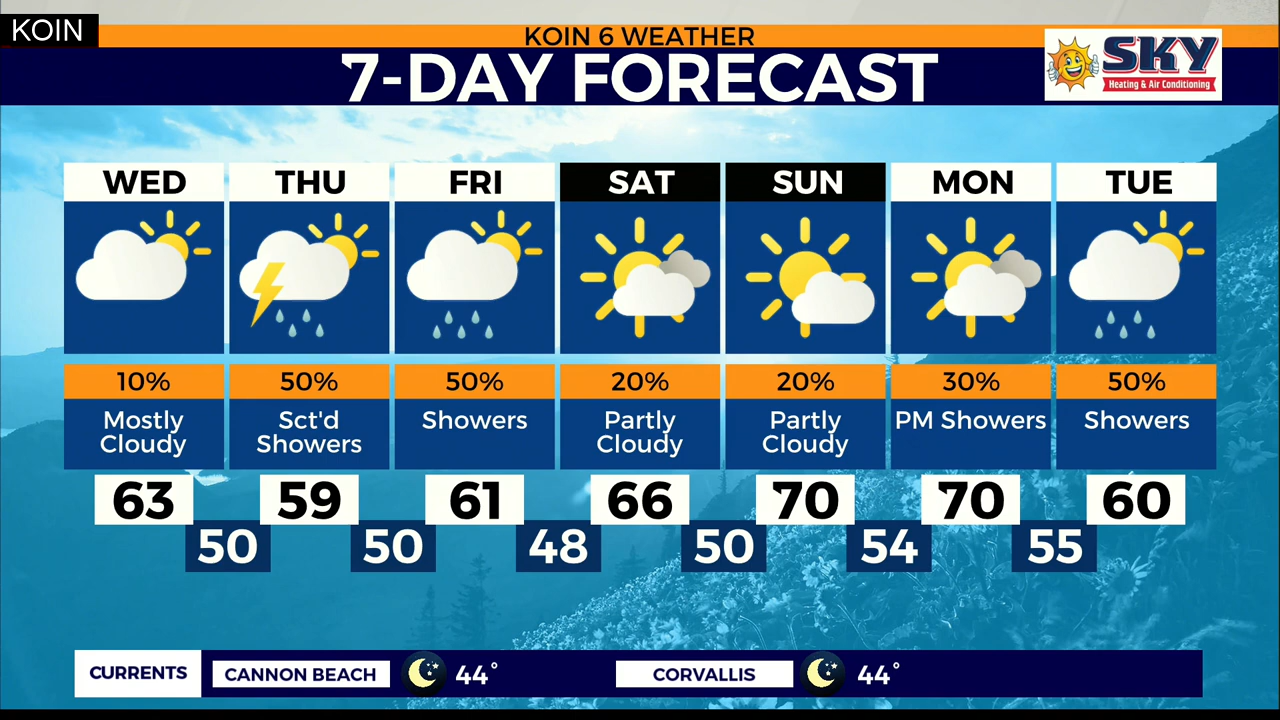 KOIN
KOIN 6 WEATHER
7-DAY FORECAST
SKY
Heating & Air Conditioning
WED THU FRI SAT SUN MON TUE
10% 50% 50% 20% 20% 30% 50%
Mostly Cloudy
Sct'd Showers
Showers
Partly Cloudy
Partly Cloudy
PM Showers
Showers
63 59 61 66 70 70 60
50 50 48 50 54 55
CURRENTS CANNON BEACH 44° CORVALLIS 44°